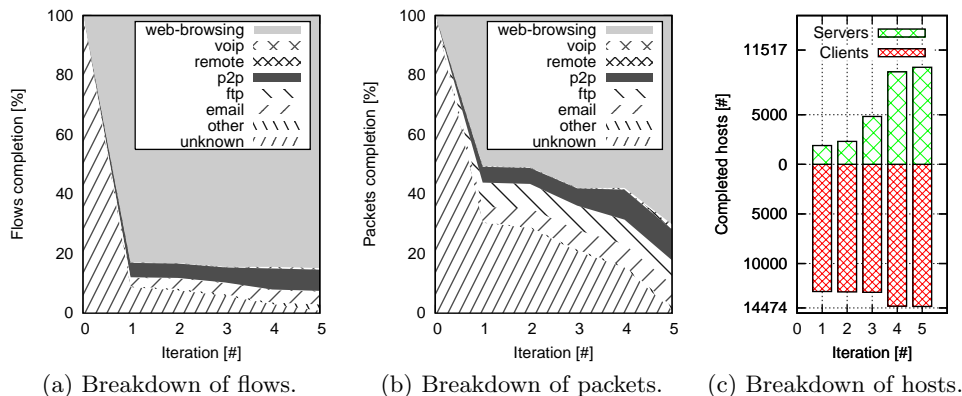 Flows completion [%]
100
80
60
40
20
0
web-browsing
voip
remote
p2p
ftp
email
other
unknown
0 1 2 3 4 5
Iteration [#]
(a) Breakdown of flows.
Packets completion [%]
100
80
60
40
20
0
web-browsing
voip
remote
p2p
ftp
email
other
unknown
0 1 2 3 4 5
Iteration [#]
(b) Breakdown of packets.
Completed hosts [#]
11517
5000
0
5000
10000
14474
Servers
Clients
0 1 2 3 4 5
Iteration [#]
(c) Breakdown of hosts.